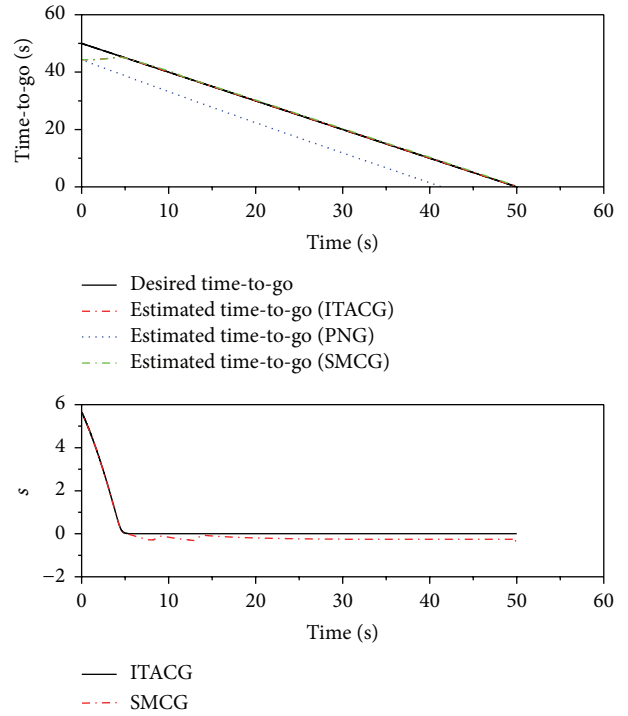 60
40
20
0
Time-to-go (s)
0 10 20 30 40 50 60
Time (s)
Desired time-to-go
Estimated time-to-go (ITACG)
Estimated time-to-go (PNG)
Estimated time-to-go (SMCG)
6
4
2
0
−2
s
0 10 20 30 40 50 60
Time (s)
ITACG
SMCG